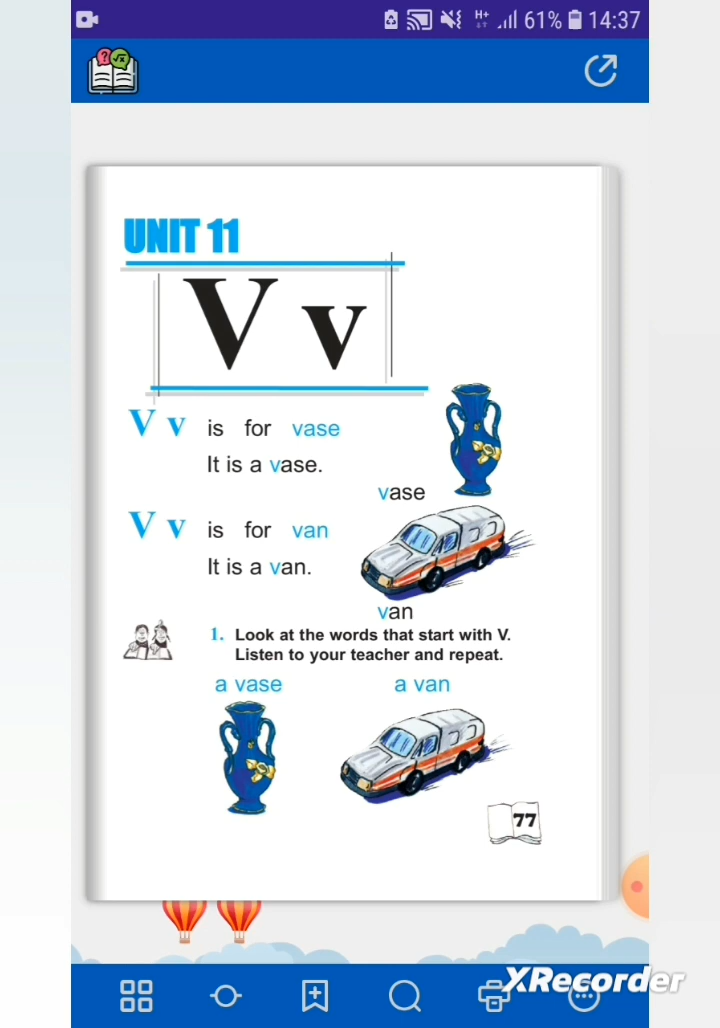 H+ 61% 14:37
UNIT 11
V v
V v is for vase
It is a vase.
vase
V v is for van
It is a van.
van
1. Look at the words that start with V.
Listen to your teacher and repeat.
a vase a van
77
XRecorder